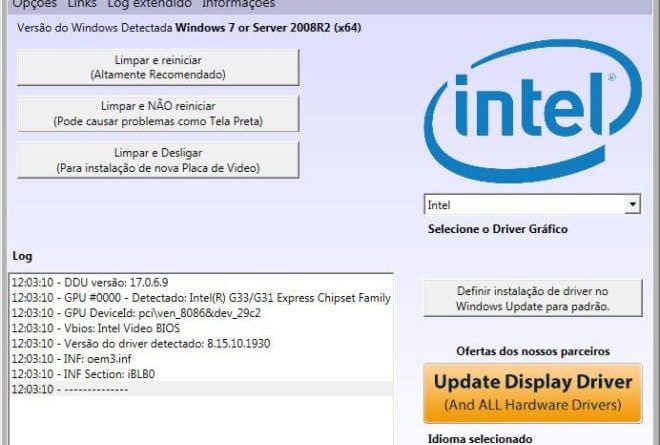 Opções Links Log extendido Informações
Versão do Windows Detectada Windows 7 or Server 2008R2 (x64)
Limpar e reiniciar
(Altamente Recomendado)
Limpar e NÃO reiniciar
(Pode causar problemas como Tela Preta)
Limpar e Desligar
(Para instalação de nova Placa de Video)
intel
Intel
Selecione o Driver Gráfico
Log
12:03:10 - DDU versão: 17.0.6.9
12:03:10 - GPU #0000 - Detectado: Intel(R) G33/G31 Express Chipset Family
12:03:10 - GPU DeviceId: pci\ven_8086&dev_29c2
12:03:10 - Vbios: Intel Video BIOS
12:03:10 - Versão do driver detectado: 8.15.10.1930
12:03:10 - INF: oem3.inf
12:03:10 - INF Section: iBLB0
12:03:10 - --------------
Definir instalação de driver no
Windows Update para padrão.
Ofertas dos nossos parceiros
Update Display Driver
(And ALL Hardware Drivers)
Idioma selecionado